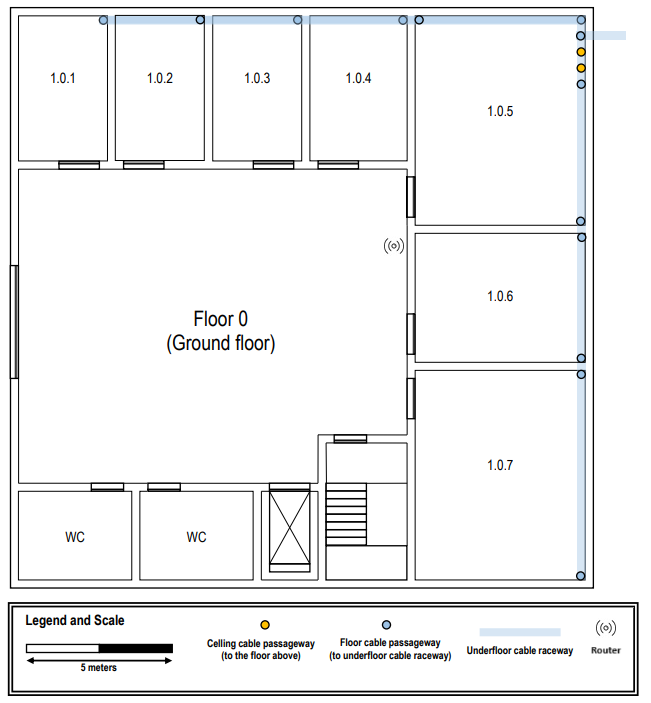 1.0.1
1.0.2
1.0.3
1.0.4
1.0.5
1.0.6
Floor 0
(Ground floor)
1.0.7
WC
WC
Legend and Scale
5 meters
Celling cable passageway
(to the floor above)
Floor cable passageway
(to underfloor cable raceway)
Underfloor cable raceway
Router